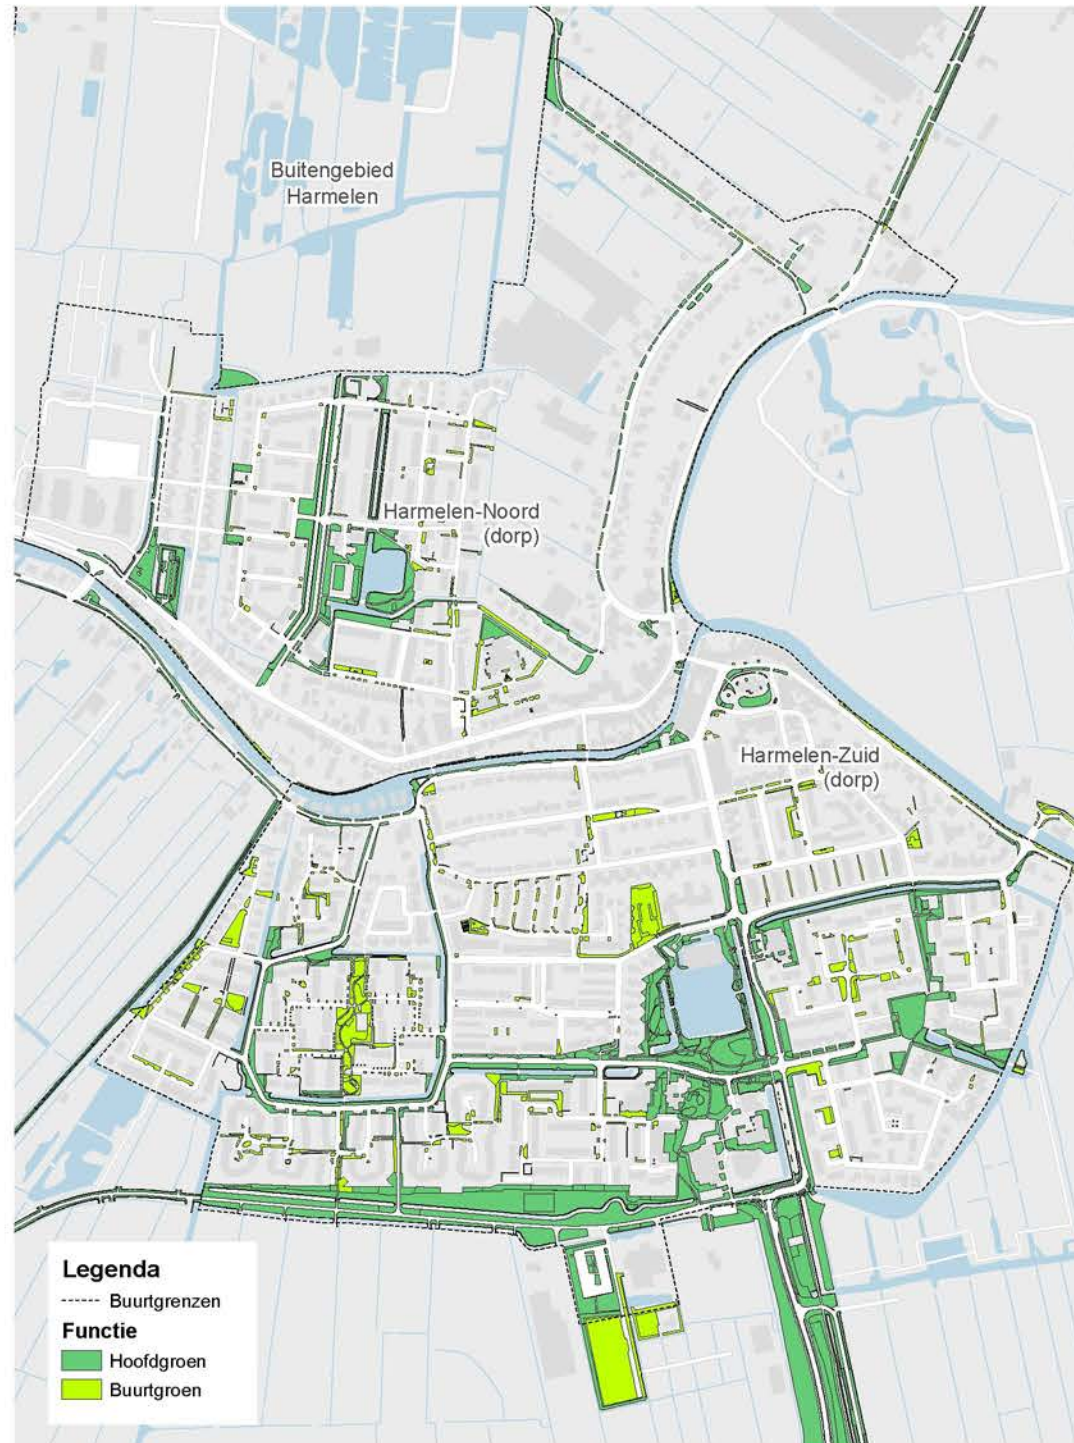 Buitengebied
Harmelen
Harmelen-Noord
(dorp)
Harmelen-Zuid
(dorp)
Legenda
Buurtgrenzen
Functie
Hoofdgroen
Buurtgroen